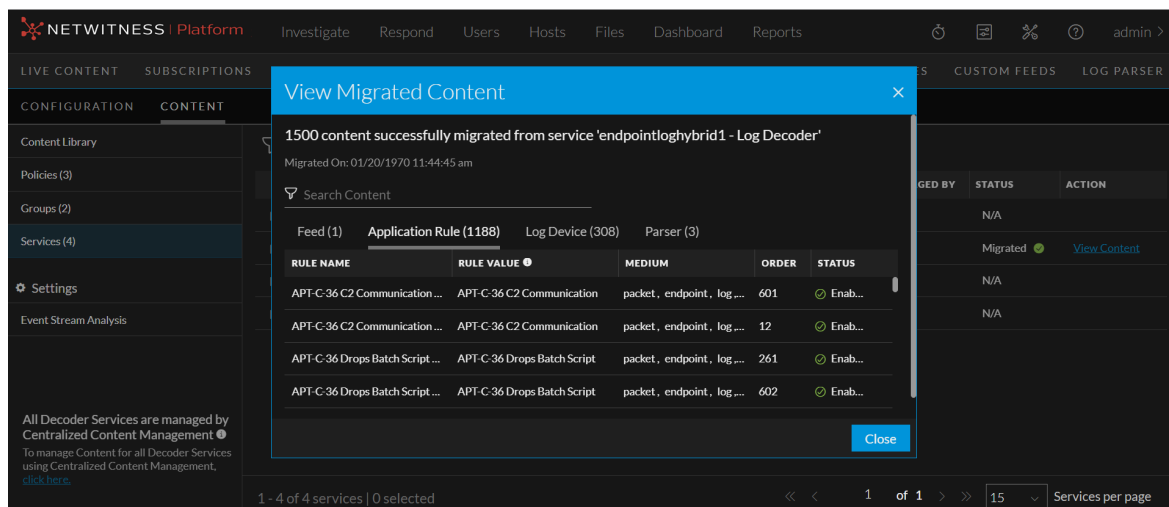 NETWITNESS | Platform Investigate Respond Users Hosts Files Dashboard Reports admin >
LIVE CONTENT SUBSCRIPTIONS CUSTOM FEEDS LOG PARSER
CONFIGURATION CONTENT
View Migrated Content
1500 content successfully migrated from service 'endpointloghybrid1 - Log Decoder'
Migrated On: 01/20/1970 11:44:45 am
Search Content
Feed (1) Application Rule (1188) Log Device (308) Parser (3)
RULE NAME RULE VALUE MEDIUM ORDER STATUS
APT-C-36 C2 Communication ... APT-C-36 C2 Communication packet , endpoint , log ,... 601 Enab...
APT-C-36 C2 Communication ... APT-C-36 C2 Communication packet , endpoint , log ,... 12 Enab...
APT-C-36 Drops Batch Script ... APT-C-36 Drops Batch Script packet , endpoint , log ,... 261 Enab...
APT-C-36 Drops Batch Script ... APT-C-36 Drops Batch Script packet , endpoint , log ,... 602 Enab...
Close
Content Library
Policies (3)
Groups (2)
Services (4)
Settings
Event Stream Analysis
All Decoder Services are managed by
Centralized Content Management
To manage Content for all Decoder Services
using Centralized Content Management,
click here.
GED BY STATUS ACTION
N/A
Migrated View Content
N/A
N/A
1 - 4 of 4 services | 0 selected << < 1 of 1 > >> 15 Services per page